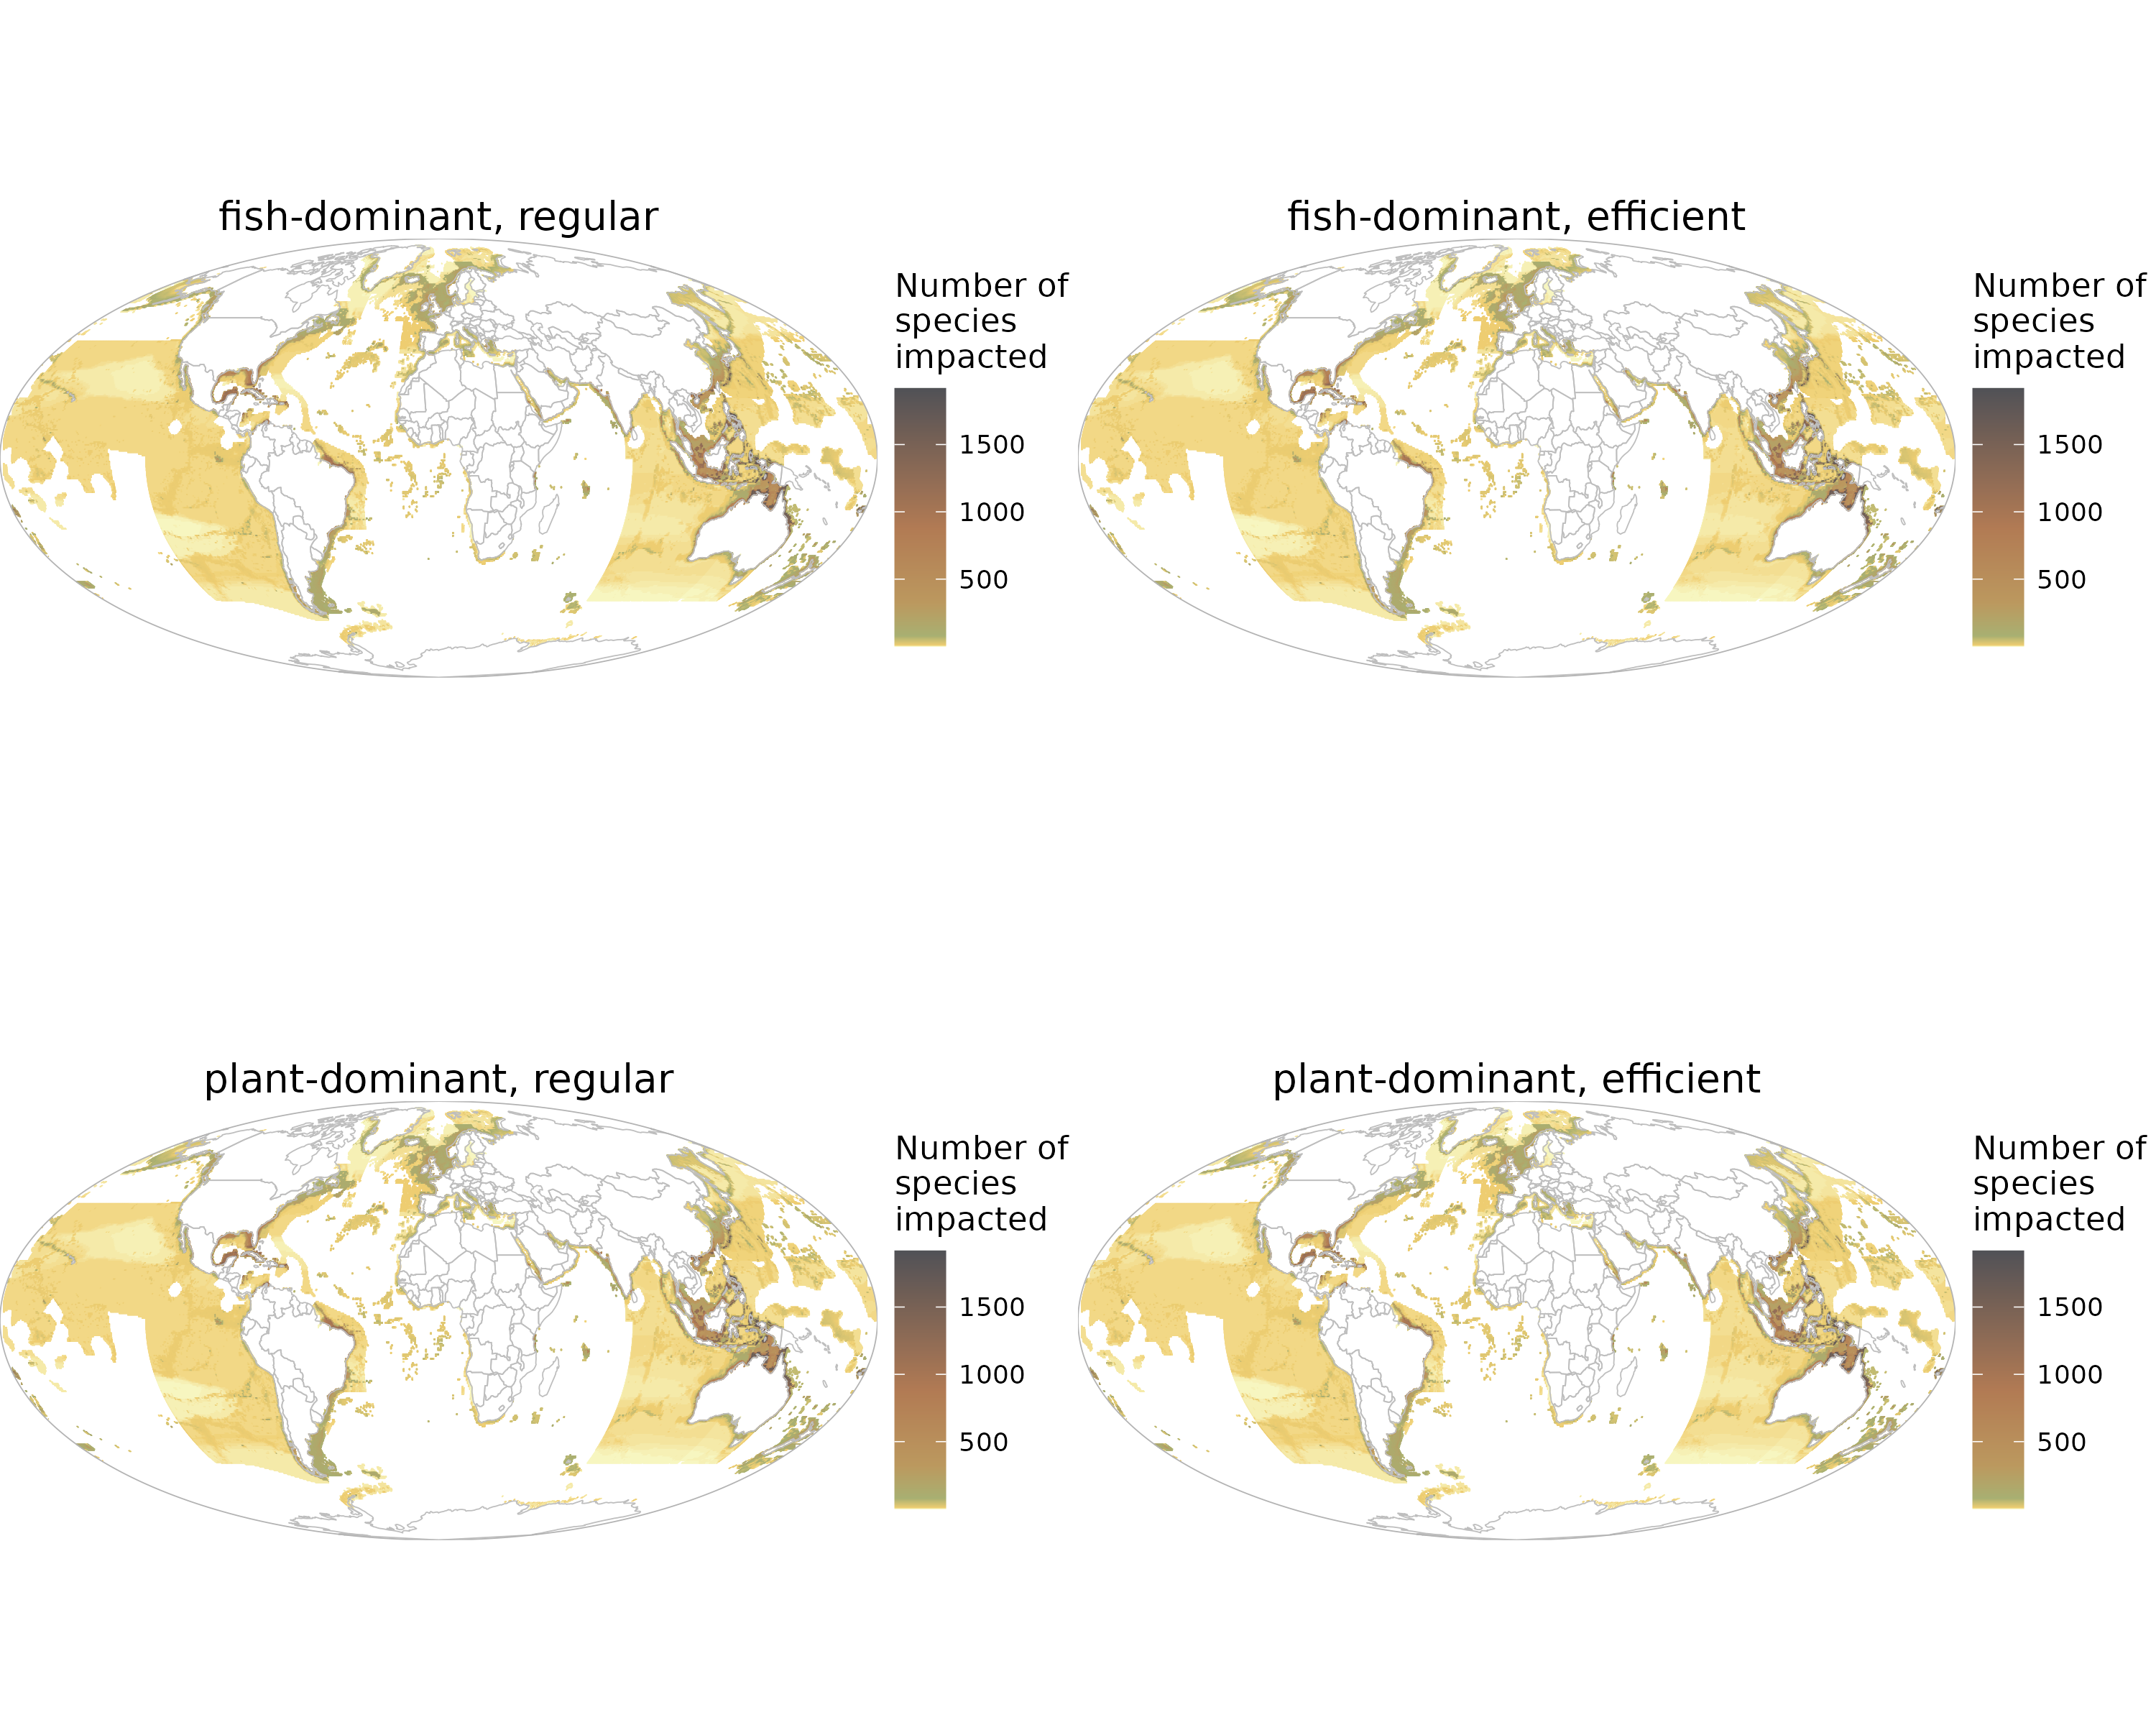 fish-dominant, regular
Number of
species
impacted
1500
1000
500
fish-dominant, efficient
Number of
species
impacted
1500
1000
500
plant-dominant, regular
Number of
species
impacted
1500
1000
500
plant-dominant, efficient
Number of
species
impacted
1500
1000
500